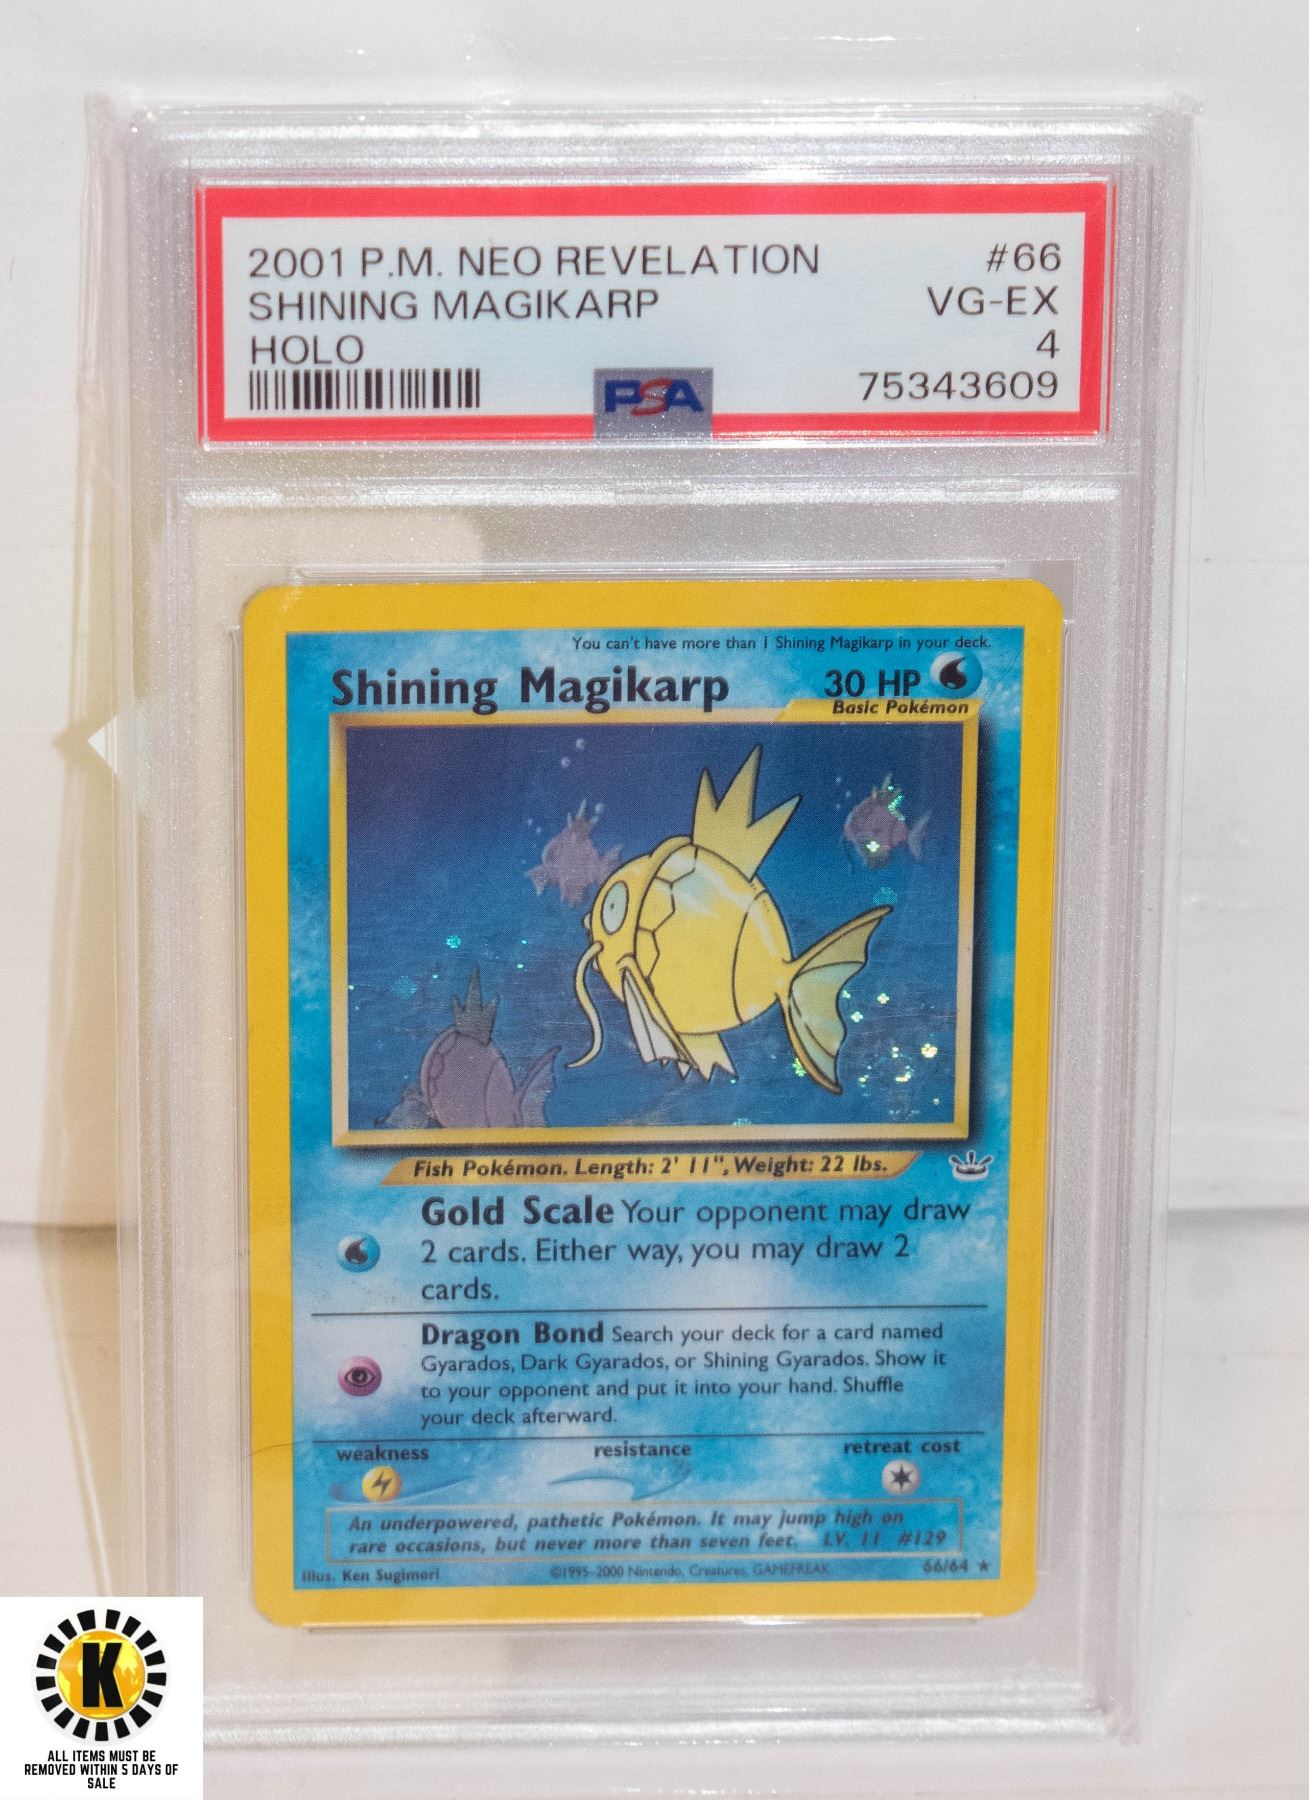 2001 P.M. NEO REVELATION #66
SHINING MAGIKARP VG-EX
HOLO 4
PSA 75343609
You can't have more than 1 Shining Magikarp in your deck.
Shining Magikarp 30 HP
Basic Pokémon
Fish Pokémon. Length: 2' 11", Weight: 22 lbs.
Gold Scale Your opponent may draw
2 cards. Either way, you may draw 2
cards.
Dragon Bond Search your deck for a card named
Gyarados, Dark Gyarados, or Shining Gyarados. Show it
to your opponent and put it into your hand. Shuffle
your deck afterward.
weakness resistance retreat cost
An underpowered, pathetic Pokémon. It may jump high on
rare occasions, but never more than seven feet. LV. 11 #129
Illus. Ken Sugimori ©1995-2000 Nintendo, Creatures, GAMEFREAK 66/64 ★
K
ALL ITEMS MUST BE
REMOVED WITHIN 5 DAYS OF
SALE